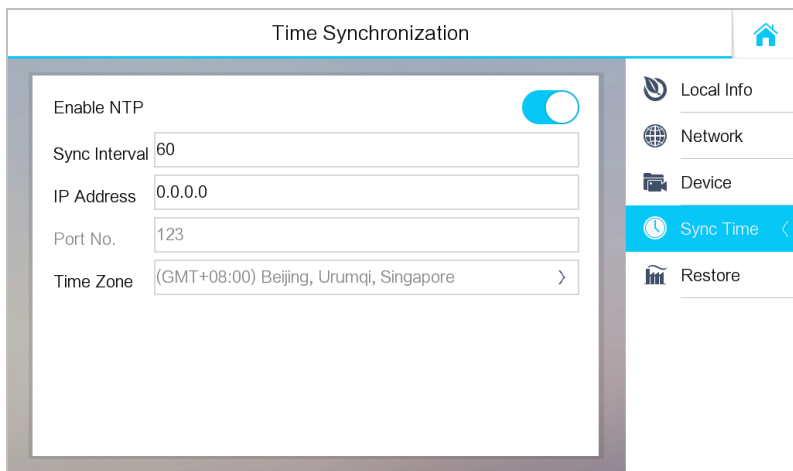 Time Synchronization
Enable NTP
Sync Interval 60
IP Address 0.0.0.0
Port No. 123
Time Zone (GMT+08:00) Beijing, Urumqi, Singapore
Local Info
Network
Device
Sync Time
Restore